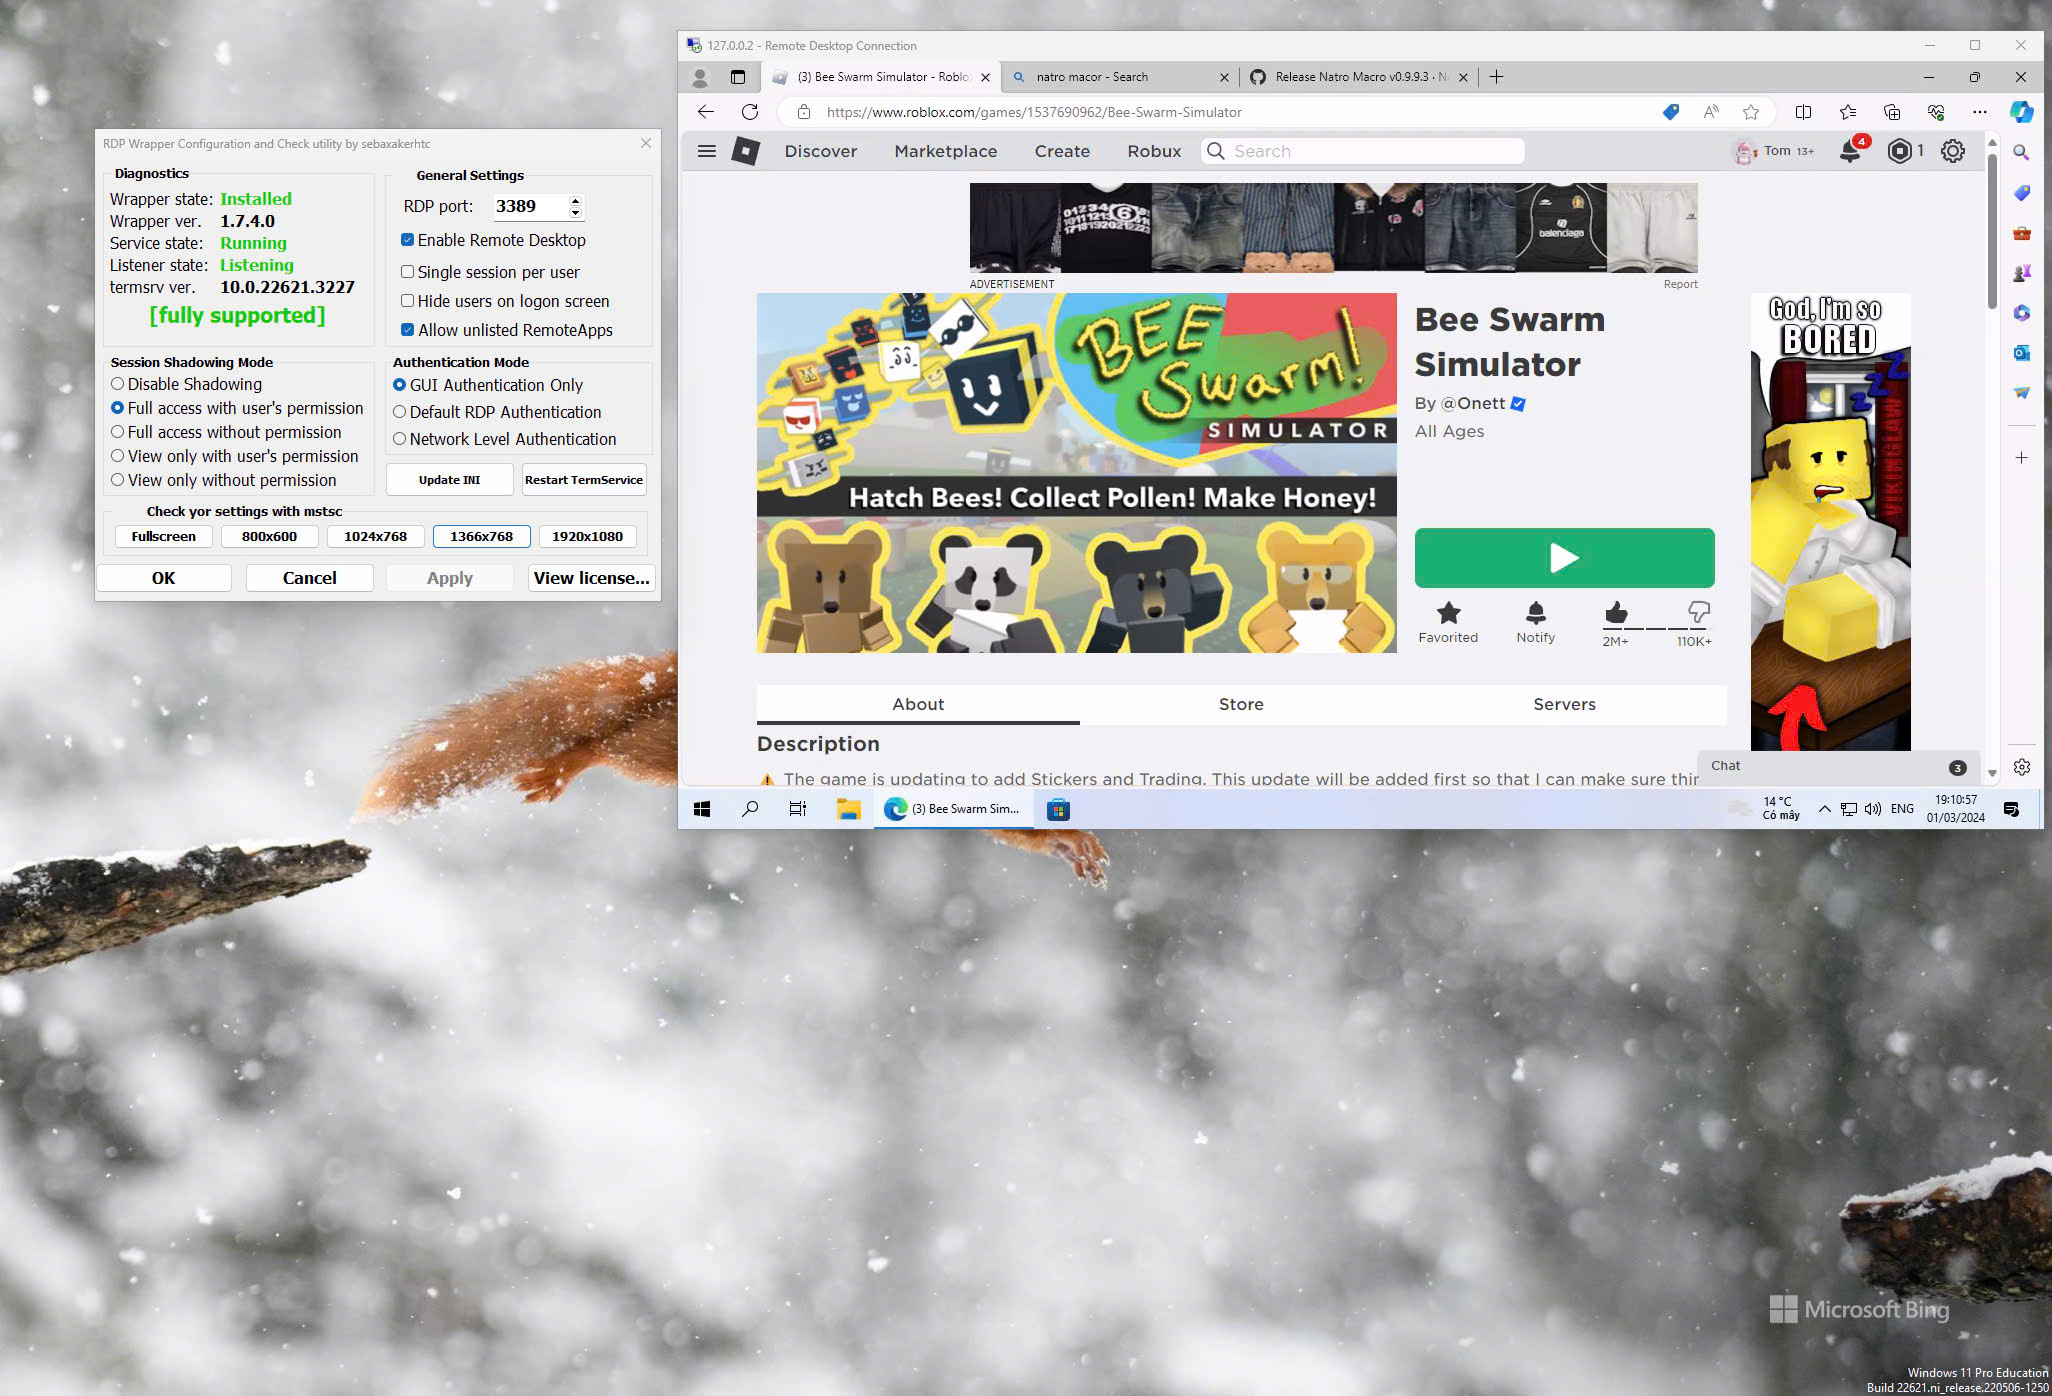 RDP Wrapper Configuration and Check utility by sebaxakerhtc
Diagnostics
Wrapper state: Installed
Wrapper ver. 1.7.4.0
Service state: Running
Listener state: Listening
termsrv ver. 10.0.22621.3227
[fully supported]
General Settings
RDP port: 3389
Enable Remote Desktop
Single session per user
Hide users on logon screen
Allow unlisted RemoteApps
Session Shadowing Mode
Disable Shadowing
Full access with user's permission
Full access without permission
View only with user's permission
View only without permission
Authentication Mode
GUI Authentication Only
Default RDP Authentication
Network Level Authentication
Update INI
Restart TermService
Check yor settings with mstsc
Fullscreen
800x600
1024x768
1366x768
1920x1080
OK
Cancel
Apply
View license...
127.0.0.2 - Remote Desktop Connection
(3) Bee Swarm Simulator - Roblo
natro macor - Search
Release Natro Macro v0.9.9.3 · N
https://www.roblox.com/games/1537690962/Bee-Swarm-Simulator
Discover
Marketplace
Create
Robux
Search
Tom 13+
4
1
balenciaga
ADVERTISEMENT
Report
BEE
Swarm!
SIMULATOR
Hatch Bees! Collect Pollen! Make Honey!
Bee Swarm
Simulator
By @Onett
All Ages
Favorited
Notify
2M+
110K+
God, I'm so
BORED
Z Z Z
VIKINGLAW
About
Store
Servers
Description
The game is updating to add Stickers and Trading. This update will be added first so that I can make sure thin
Chat
3
(3) Bee Swarm Sim...
14 °C
Có mây
ENG
19:10:57
01/03/2024
Microsoft Bing
Windows 11 Pro Education
Build 22621.ni_release.220506-1250